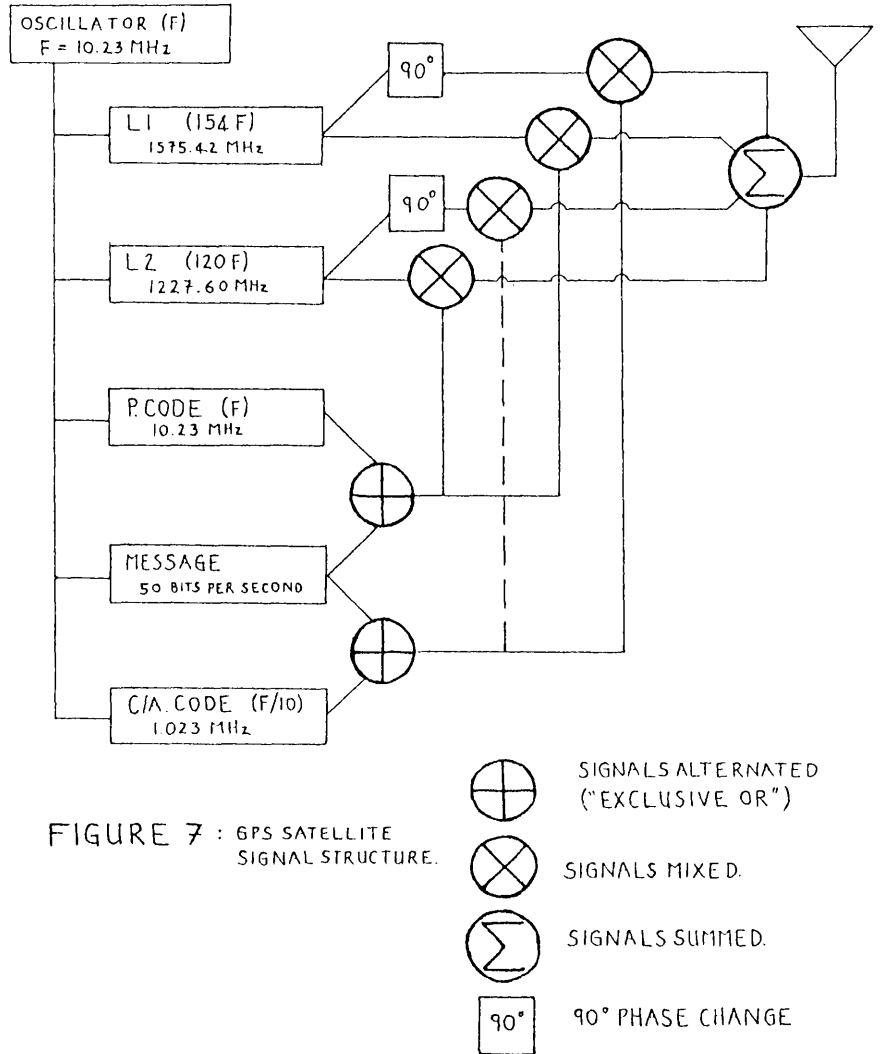 OSCILLATOR (F)
F = 10.23 MHz
90°
L1 (154 F)
1575.42 MHz
90°
L2 (120 F)
1227.60 MHz
Σ
P.CODE (F)
10.23 MHz
MESSAGE
50 BITS PER SECOND
C/A. CODE (F/10)
1.023 MHz
FIGURE 7 : GPS SATELLITE
SIGNAL STRUCTURE.
SIGNALS ALTERNATED
("EXCLUSIVE OR")
SIGNALS MIXED.
Σ
SIGNALS SUMMED.
90°
90° PHASE CHANGE